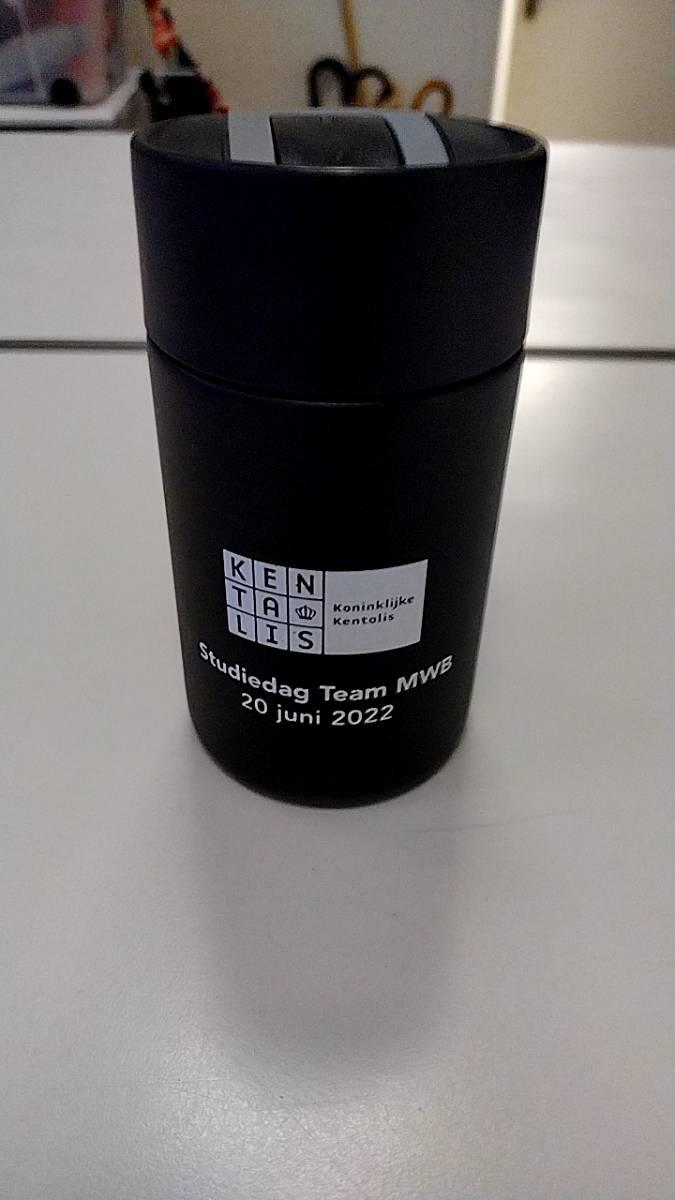 KEN
TA
LIS
Koninklijke
Kentalis
Studiedag Team MWB
20 juni 2022